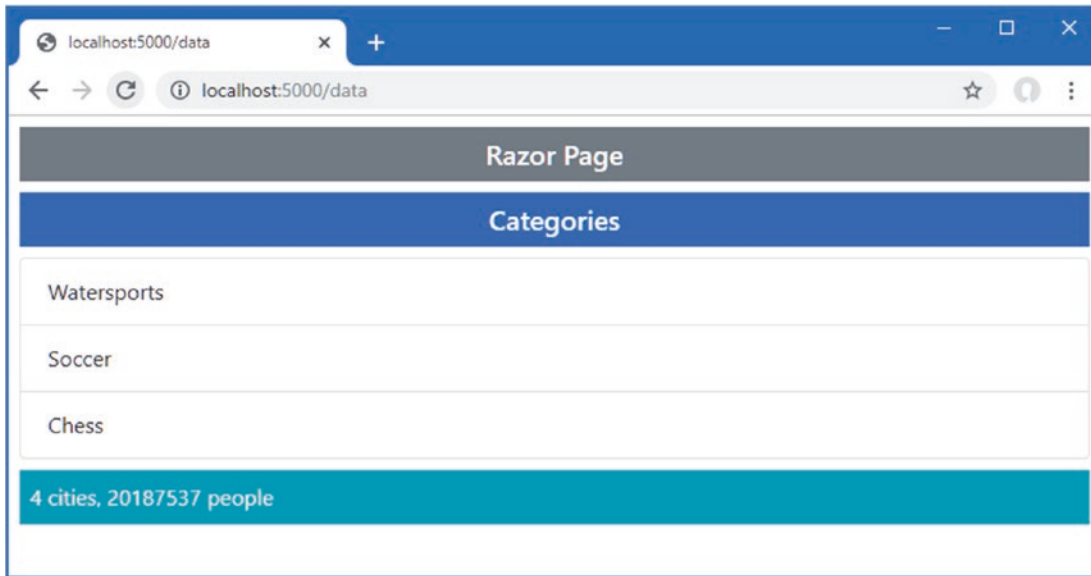 localhost:5000/data
localhost:5000/data
Razor Page
Categories
Watersports
Soccer
Chess
4 cities, 20187537 people